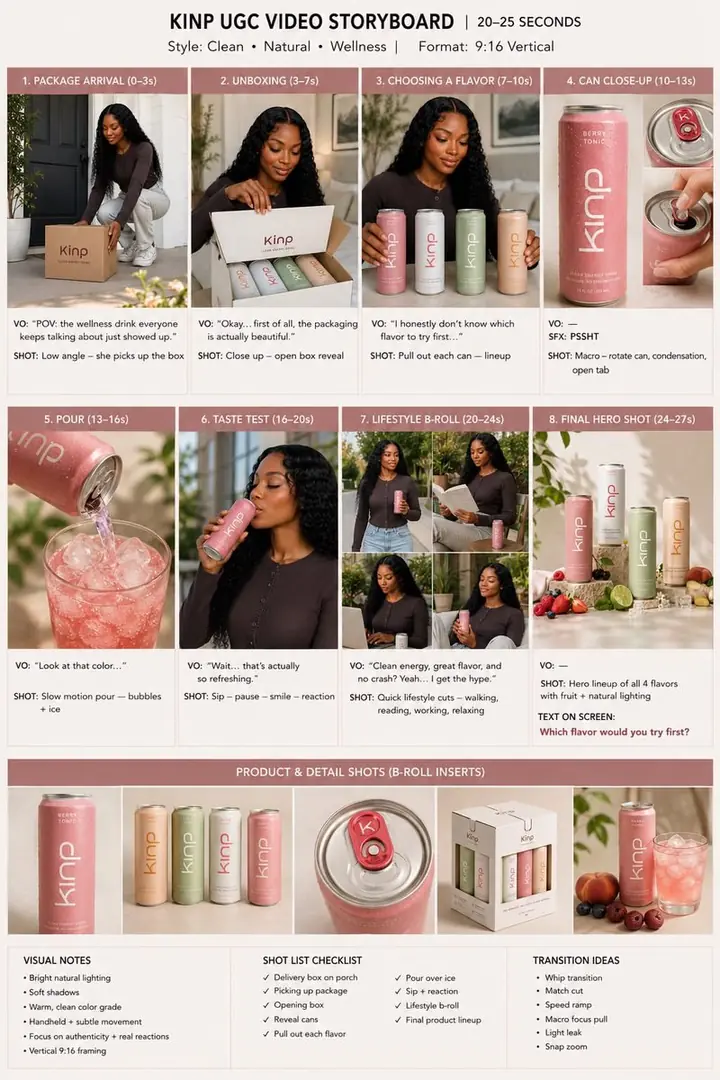 KINP UGC VIDEO STORYBOARD | 20–25 SECONDS
Style: Clean • Natural • Wellness | Format: 9:16 Vertical
1. PACKAGE ARRIVAL (0–3s)
Kinp
VO: “POV: the wellness drink everyone
keeps talking about just showed up.”
SHOT: Low angle – she picks up the box
2. UNBOXING (3–7s)
Kinp
VO: “Okay... first of all, the packaging
is actually beautiful.”
SHOT: Close up – open box reveal
3. CHOOSING A FLAVOR (7–10s)
kinp
kinp
kinp
kinp
VO: “I honestly don’t know which
flavor to try first...”
SHOT: Pull out each can — lineup
4. CAN CLOSE-UP (10–13s)
BERRY
TONIC
kinp
K
VO: —
SFX: PSSHT
SHOT: Macro – rotate can, condensation,
open tab
5. POUR (13–16s)
kinp
VO: “Look at that color...”
SHOT: Slow motion pour — bubbles
+ ice
6. TASTE TEST (16–20s)
kinp
VO: “Wait... that’s actually
so refreshing.”
SHOT: Sip – pause – smile – reaction
7. LIFESTYLE B-ROLL (20–24s)
VO: “Clean energy, great flavor, and
no crash? Yeah... I get the hype.”
SHOT: Quick lifestyle cuts – walking,
reading, working, relaxing
8. FINAL HERO SHOT (24–27s)
kinp
kinp
kinp
kinp
VO: —
SHOT: Hero lineup of all 4 flavors
with fruit + natural lighting
TEXT ON SCREEN:
Which flavor would you try first?
PRODUCT & DETAIL SHOTS (B-ROLL INSERTS)
BERRY
TONIC
kinp
kinp
kinp
kinp
kinp
K
Kinp
kinp
kinp
kinp
kinp
kinp
kinp
VISUAL NOTES
• Bright natural lighting
• Soft shadows
• Warm, clean color grade
• Handheld + subtle movement
• Focus on authenticity + real reactions
• Vertical 9:16 framing
SHOT LIST CHECKLIST
✓ Delivery box on porch
✓ Picking up package
✓ Opening box
✓ Reveal cans
✓ Pull out each flavor
✓ Pour over ice
✓ Sip + reaction
✓ Lifestyle b-roll
✓ Final product lineup
TRANSITION IDEAS
• Whip transition
• Match cut
• Speed ramp
• Macro focus pull
• Light leak
• Snap zoom